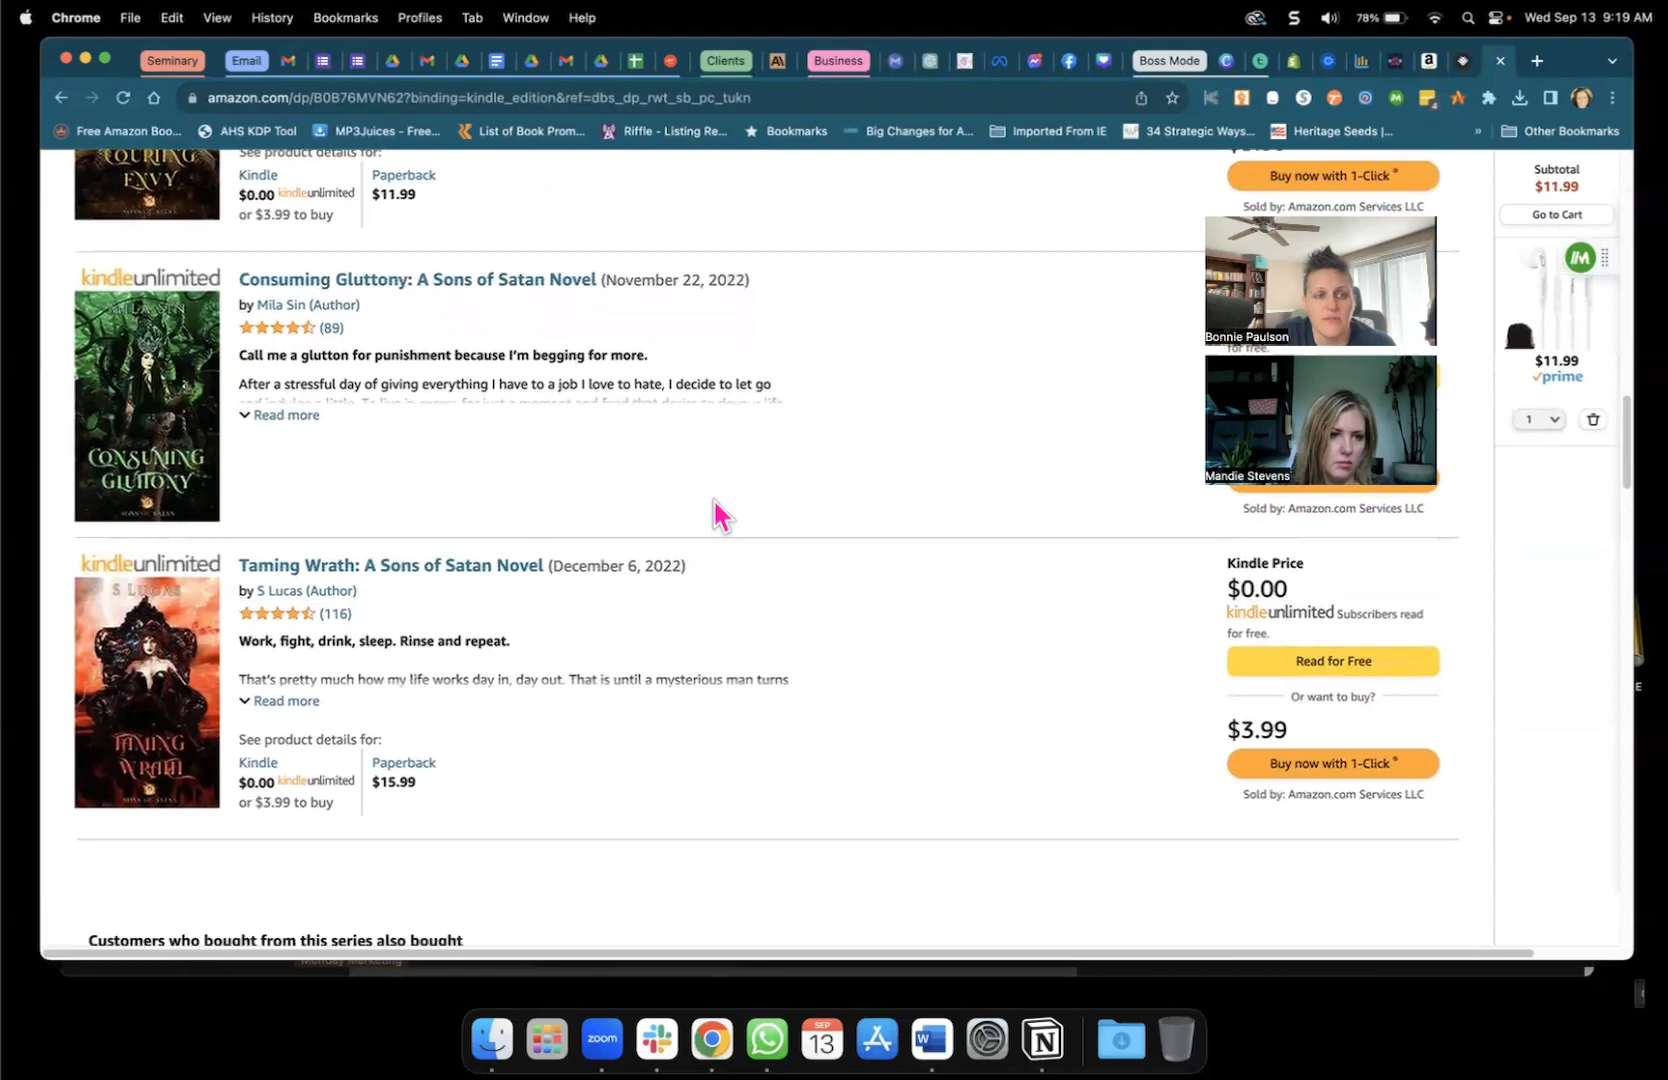 Chrome File Edit View History Bookmarks Profiles Tab Window Help
78% Wed Sep 13 9:19 AM
Seminary Email Clients Business Boss Mode
amazon.com/dp/B0B76MVN62?binding=kindle_edition&ref=dbs_dp_rwt_sb_pc_tukn
Free Amazon Boo... AHS KDP Tool MP3Juices - Free... List of Book Prom... Riffle - Listing Re... Bookmarks Big Changes for A... Imported From IE 34 Strategic Ways... Heritage Seeds |... » Other Bookmarks
ENVY
See product details for:
Kindle Paperback
$0.00 kindleunlimited $11.99
or $3.99 to buy
Buy now with 1-Click
Sold by: Amazon.com Services LLC
Subtotal
$11.99
Go to Cart
kindleunlimited
MILA SIN
CONSUMING
GLUTTONY
Consuming Gluttony: A Sons of Satan Novel (November 22, 2022)
by Mila Sin (Author)
(89)
Call me a glutton for punishment because I'm begging for more.
After a stressful day of giving everything I have to a job I love to hate, I decide to let go
Read more
Bonnie Paulson
for free.
Mandie Stevens
Sold by: Amazon.com Services LLC
$11.99
prime
1
kindleunlimited
S LUCAS
TAMING
WRATH
Taming Wrath: A Sons of Satan Novel (December 6, 2022)
by S Lucas (Author)
(116)
Work, fight, drink, sleep. Rinse and repeat.
That's pretty much how my life works day in, day out. That is until a mysterious man turns
Read more
See product details for:
Kindle Paperback
$0.00 kindleunlimited $15.99
or $3.99 to buy
Kindle Price
$0.00
kindleunlimited Subscribers read
for free.
Read for Free
Or want to buy?
$3.99
Buy now with 1-Click
Sold by: Amazon.com Services LLC
Customers who bought from this series also bought
Monday Marketing
zoom
SEP
13